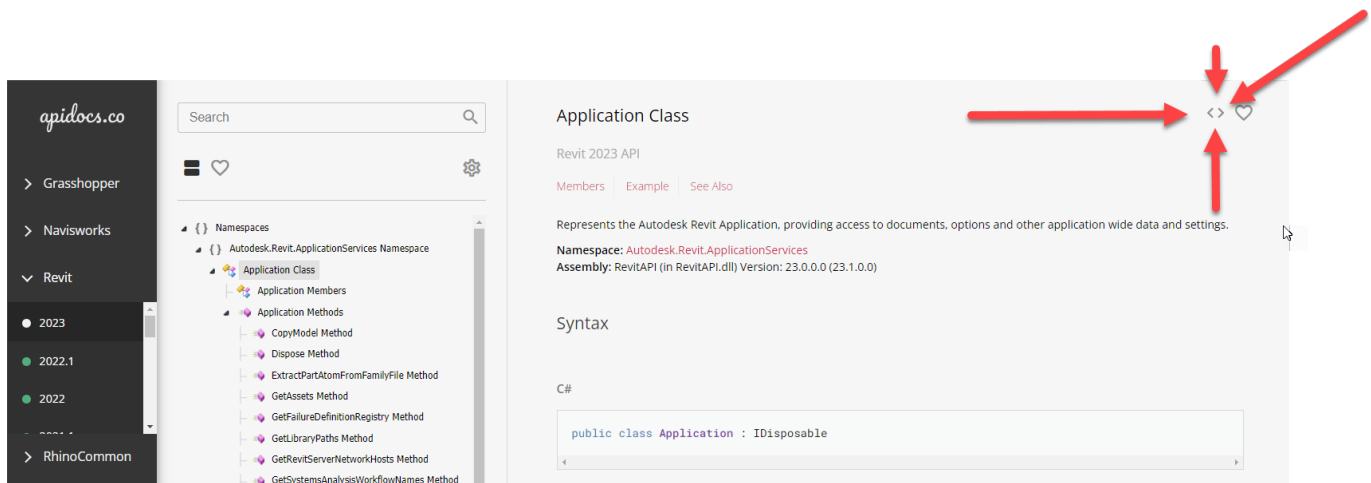 apidocs.co
Grasshopper
Navisworks
Revit
2023
2022.1
2022
RhinoCommon
Search
{ } Namespaces
{ } Autodesk.Revit.ApplicationServices Namespace
Application Class
Application Members
Application Methods
CopyModel Method
Dispose Method
ExtractPartAtomFromFamilyFile Method
GetAssets Method
GetFailureDefinitionRegistry Method
GetLibraryPaths Method
GetRevitServerNetworkHosts Method
GetSystemsAnalysisWorkflowNames Method
Application Class
<>
Revit 2023 API
Members Example See Also
Represents the Autodesk Revit Application, providing access to documents, options and other application wide data and settings.
Namespace: Autodesk.Revit.ApplicationServices
Assembly: RevitAPI (in RevitAPI.dll) Version: 23.0.0.0 (23.1.0.0)
Syntax
C#
public class Application : IDisposable